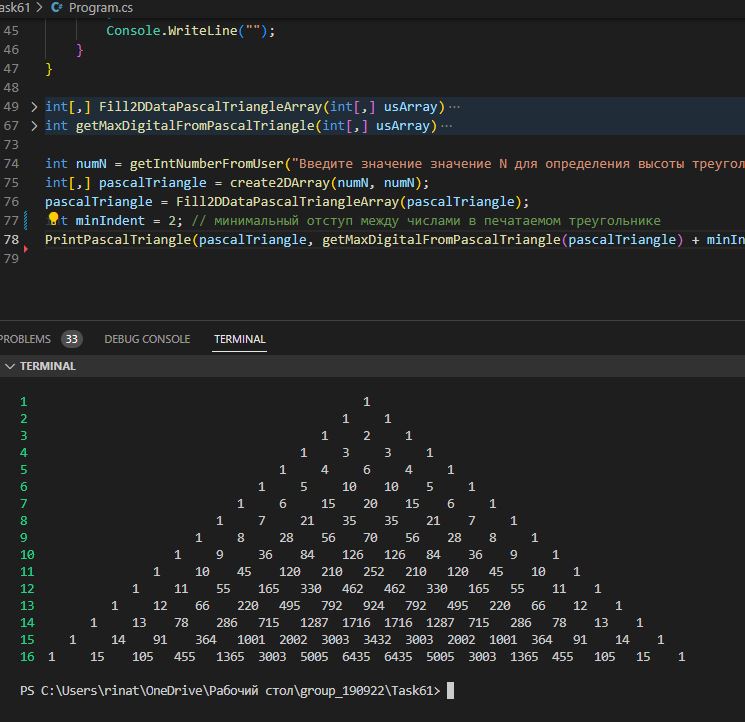 ask61 > C# Program.cs
45 Console.WriteLine("");
46 }
47 }
48
49 > int[,] Fill2DDataPascalTriangleArray(int[,] usArray) ...
67 > int getMaxDigitalFromPascalTriangle(int[,] usArray) ...
73
74 int numN = getIntNumberFromUser("Введите значение значение N для определения высоты треугол
75 int[,] pascalTriangle = create2DArray(numN, numN);
76 pascalTriangle = Fill2DDataPascalTriangleArray(pascalTriangle);
77 t minIndent = 2; // минимальный отступ между числами в печатаемом треугольнике
78 PrintPascalTriangle(pascalTriangle, getMaxDigitalFromPascalTriangle(pascalTriangle) + minIn
79
PROBLEMS 33 DEBUG CONSOLE TERMINAL
TERMINAL
1 1
2 1 1
3 1 2 1
4 1 3 3 1
5 1 4 6 4 1
6 1 5 10 10 5 1
7 1 6 15 20 15 6 1
8 1 7 21 35 35 21 7 1
9 1 8 28 56 70 56 28 8 1
10 1 9 36 84 126 126 84 36 9 1
11 1 10 45 120 210 252 210 120 45 10 1
12 1 11 55 165 330 462 462 330 165 55 11 1
13 1 12 66 220 495 792 924 792 495 220 66 12 1
14 1 13 78 286 715 1287 1716 1716 1287 715 286 78 13 1
15 1 14 91 364 1001 2002 3003 3432 3003 2002 1001 364 91 14 1
16 1 15 105 455 1365 3003 5005 6435 6435 5005 3003 1365 455 105 15 1
PS C:\Users\rinat\OneDrive\Рабочий стол\group_190922\Task61>